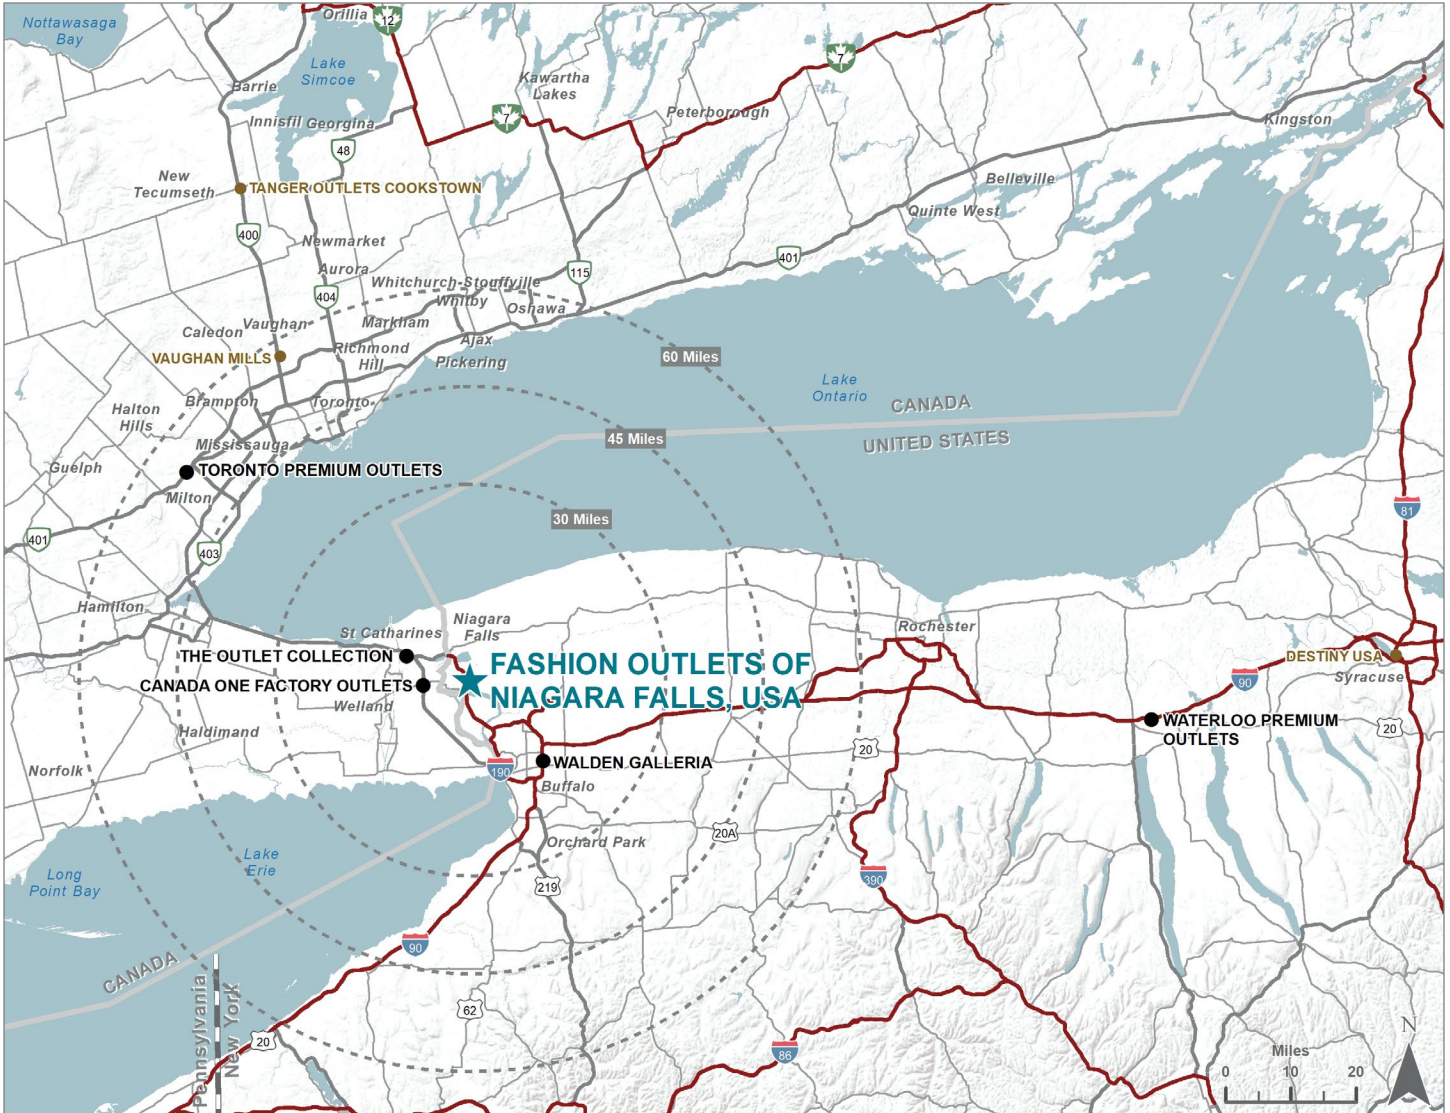 Nottawasaga
Bay
Orillia
12
Lake
Simcoe
7
Kawartha
Lakes
Barrie
7
Peterborough
Innisfil
Georgina
Kingston
48
New
Tecumseth
TANGER OUTLETS COOKSTOWN
Belleville
Quinte West
400
Newmarket
401
Aurora
115
Whitchurch-Stouffville
404
Whitby
Oshawa
Caledon
Vaughan
Markham
Ajax
VAUGHAN MILLS
Richmond
Hill
Pickering
60 Miles
Lake
Ontario
Brampton
Toronto
CANADA
Halton
Hills
45 Miles
UNITED STATES
Mississauga
Guelph
TORONTO PREMIUM OUTLETS
Milton
81
30 Miles
401
403
Hamilton
Niagara
Falls
St Catharines
Rochester
THE OUTLET COLLECTION
FASHION OUTLETS OF
NIAGARA FALLS, USA
DESTINY USA
90
Syracuse
CANADA ONE FACTORY OUTLETS
Welland
WATERLOO PREMIUM
OUTLETS
20
Haldimand
20
WALDEN GALLERIA
190
Norfolk
Buffalo
20A
Orchard Park
Lake
Erie
Long
Point Bay
219
390
90
CANADA
62
Pennsylvania
New York
20
86
N
Miles
0 10 20